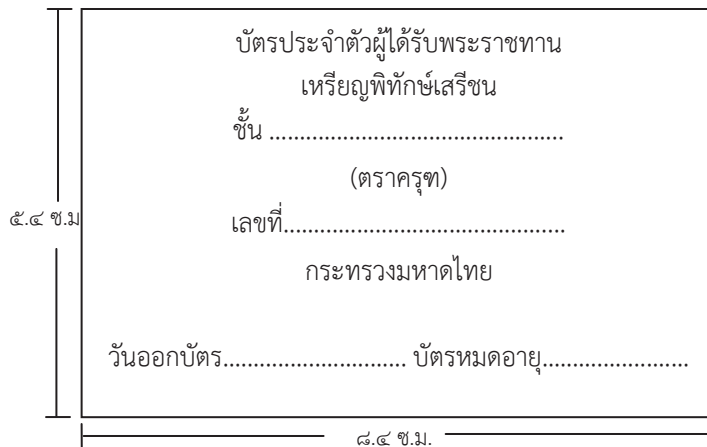 บัตรประจำตัวผู้ได้รับพระราชทาน
เหรียญพิทักษ์เสรีชน
ชั้น ................................................
(ตราครุฑ)
๕.๔ ซ.ม
เลขที่..............................................
กระทรวงมหาดไทย
วันออกบัตร.............................. บัตรหมดอายุ........................
๘.๔ ซ.ม.